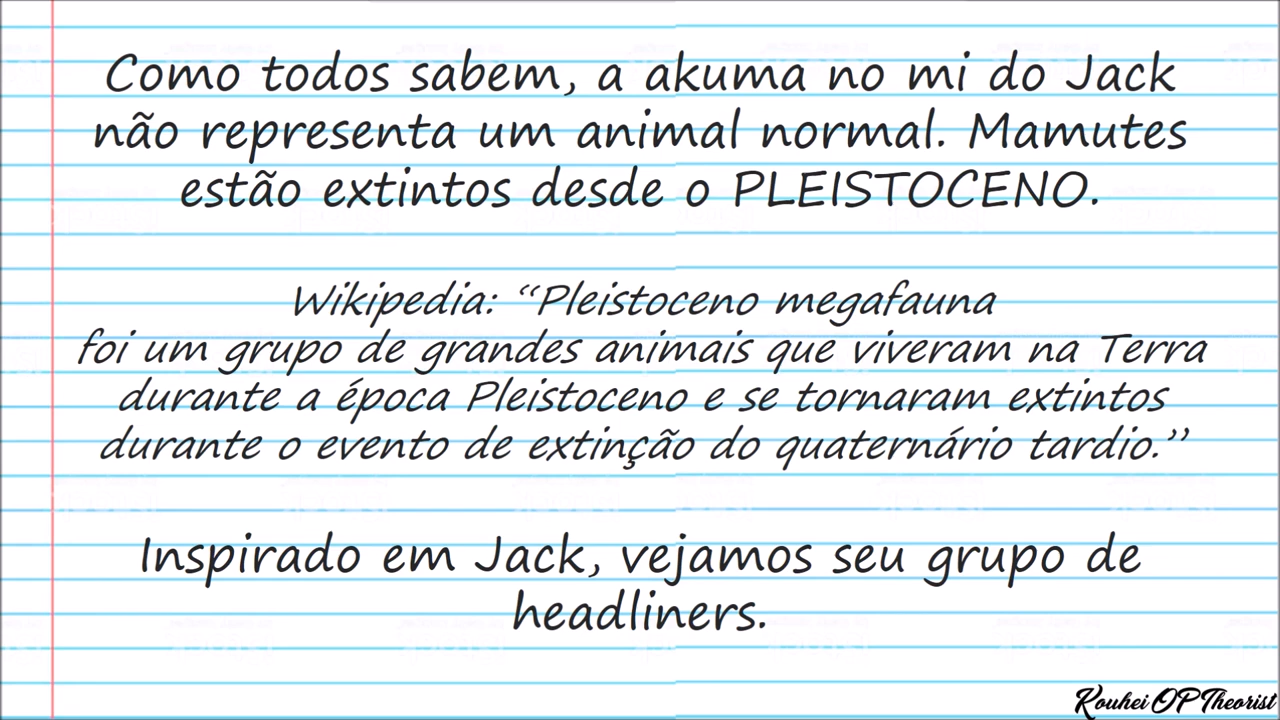 Como todos sabem, a akuma no mi do Jack
não representa um animal normal. Mamutes
estão extintos desde o PLEISTOCENO.
Wikipedia: “Pleistoceno megafauna
foi um grupo de grandes animais que viveram na Terra
durante a época Pleistoceno e se tornaram extintos
durante o evento de extinção do quaternário tardio.”
Inspirado em Jack, vejamos seu grupo de
headliners.
Kouhei OP Theorist